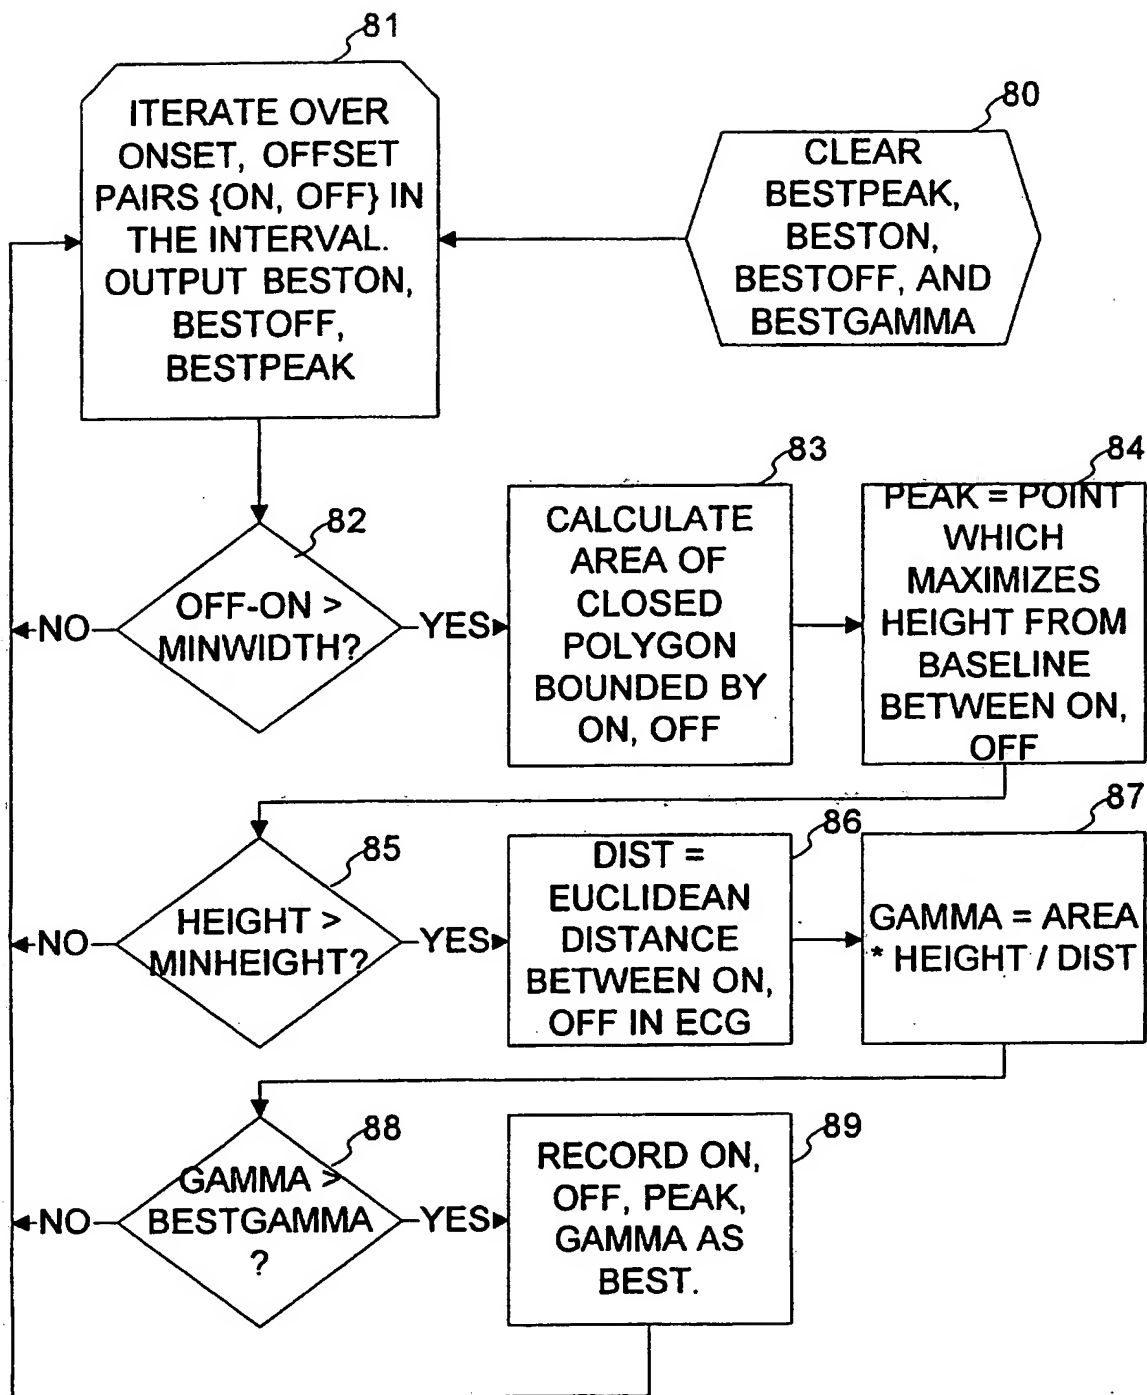 81
ITERATE OVER
ONSET, OFFSET
PAIRS {ON, OFF} IN
THE INTERVAL.
OUTPUT BESTON,
BESTOFF,
BESTPEAK
80
CLEAR
BESTPEAK,
BESTON,
BESTOFF, AND
BESTGAMMA
82
OFF-ON >
MINWIDTH?
NO
YES
83
CALCULATE
AREA OF
CLOSED
POLYGON
BOUNDED BY
ON, OFF
84
PEAK = POINT
WHICH
MAXIMIZES
HEIGHT FROM
BASELINE
BETWEEN ON,
OFF
85
HEIGHT >
MINHEIGHT?
NO
YES
86
DIST =
EUCLIDEAN
DISTANCE
BETWEEN ON,
OFF IN ECG
87
GAMMA = AREA
* HEIGHT / DIST
88
GAMMA >
BESTGAMMA
?
NO
YES
89
RECORD ON,
OFF, PEAK,
GAMMA AS
BEST.